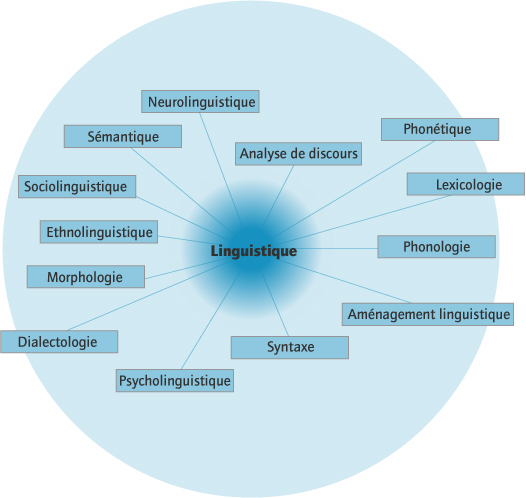 Neurolinguistique
Phonétique
Sémantique
Analyse de discours
Lexicologie
Sociolinguistique
Ethnolinguistique
Phonologie
Linguistique
Morphologie
Aménagement linguistique
Dialectologie
Syntaxe
Psycholinguistique